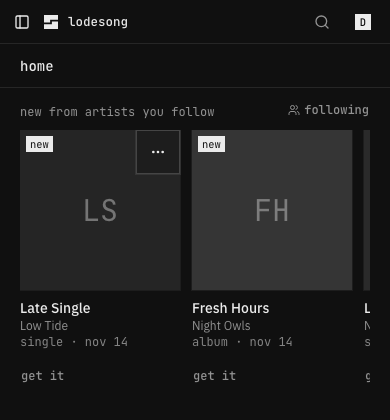 lodesong
D
home
new from artists you follow
following
new
...
new
LS
FH
Late Single
Fresh Hours
L
Low Tide
Night Owls
single · nov 14
album · nov 14
s
get it
get it